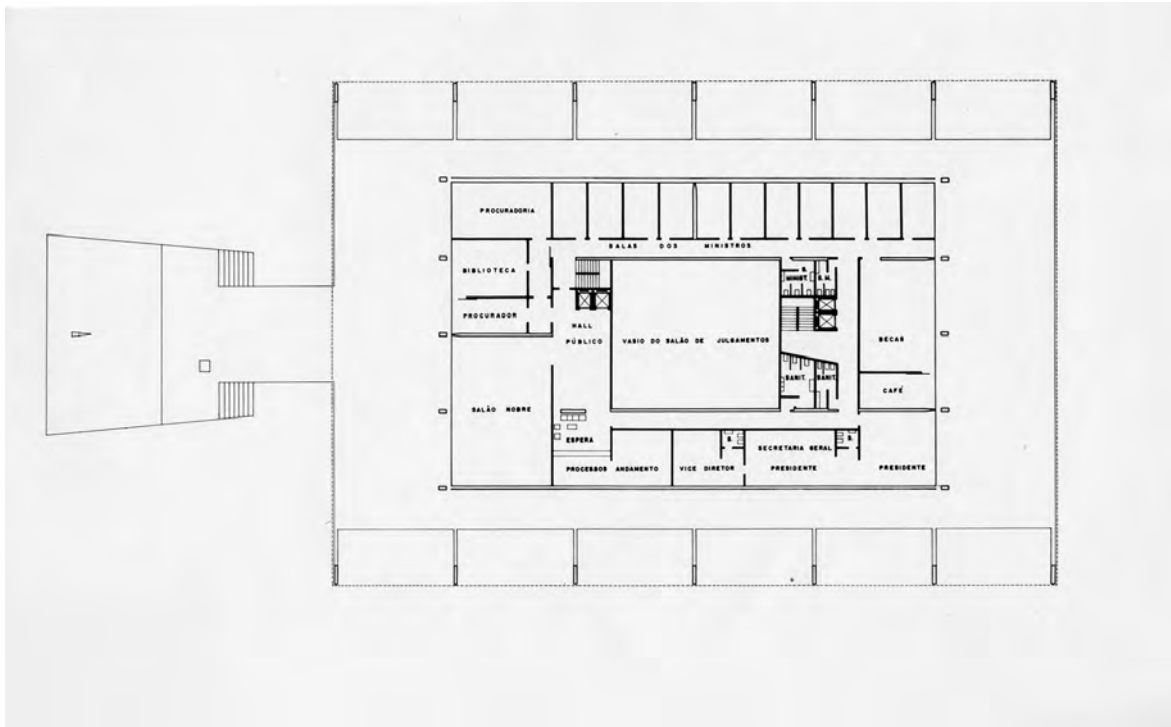 PROCURADORIA
SALAS DOS MINISTROS
BIBLIOTECA
S.
MINIST.
S. M.
PROCURADOR
HALL
PÚBLICO
VASIO DO SALÃO DE JULGAMENTOS
BECAS
SANIT.
SANIT.
CAFÉ
SALÃO NOBRE
ESPERA
S.
SECRETARIA GERAL
S.
PROCESSOS ANDAMENTO
VICE DIRETOR
PRESIDENTE
PRESIDENTE